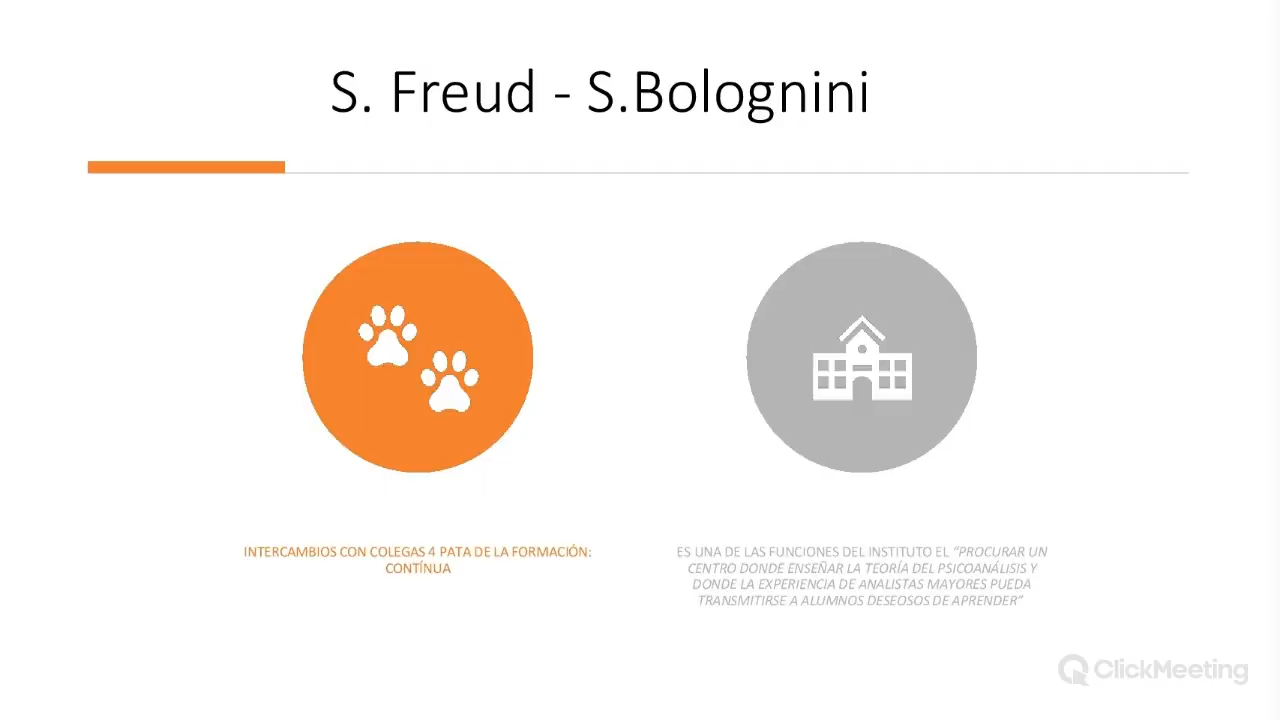 S. Freud - S.Bolognini
INTERCAMBIOS CON COLEGAS 4 PATA DE LA FORMACIÓN:
CONTÍNUA
ES UNA DE LAS FUNCIONES DEL INSTITUTO EL “PROCURAR UN
CENTRO DONDE ENSEÑAR LA TEORÍA DEL PSICOANÁLISIS Y
DONDE LA EXPERIENCIA DE ANALISTAS MAYORES PUEDA
TRANSMITIRSE A ALUMNOS DESEOSOS DE APRENDER”
ClickMeeting